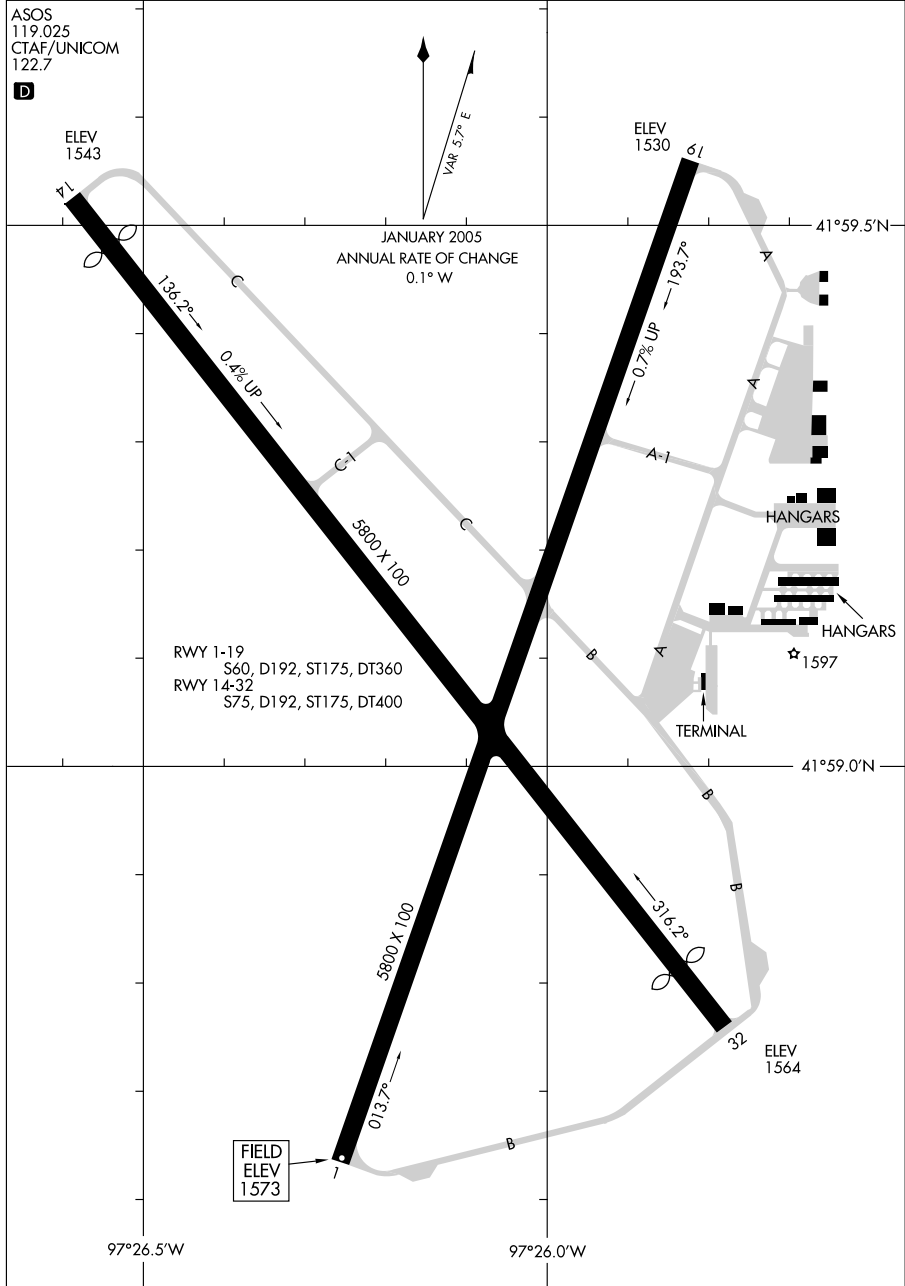 ASOS
119.025
CTAF/UNICOM
122.7
D
ELEV
1543
14
VAR 5.7° E
JANUARY 2005
ANNUAL RATE OF CHANGE
0.1° W
ELEV
1530
19
41°59.5'N
136.2°
0.4% UP
C
193.7°
0.7% UP
A
A
A-1
C-1
C
5800 X 100
HANGARS
HANGARS
1597
RWY 1-19
S60, D192, ST175, DT360
RWY 14-32
S75, D192, ST175, DT400
B
A
TERMINAL
41°59.0'N
B
B
316.2°
5800 X 100
32
ELEV
1564
013.7°
B
FIELD
ELEV
1573
1
97°26.5'W
97°26.0'W